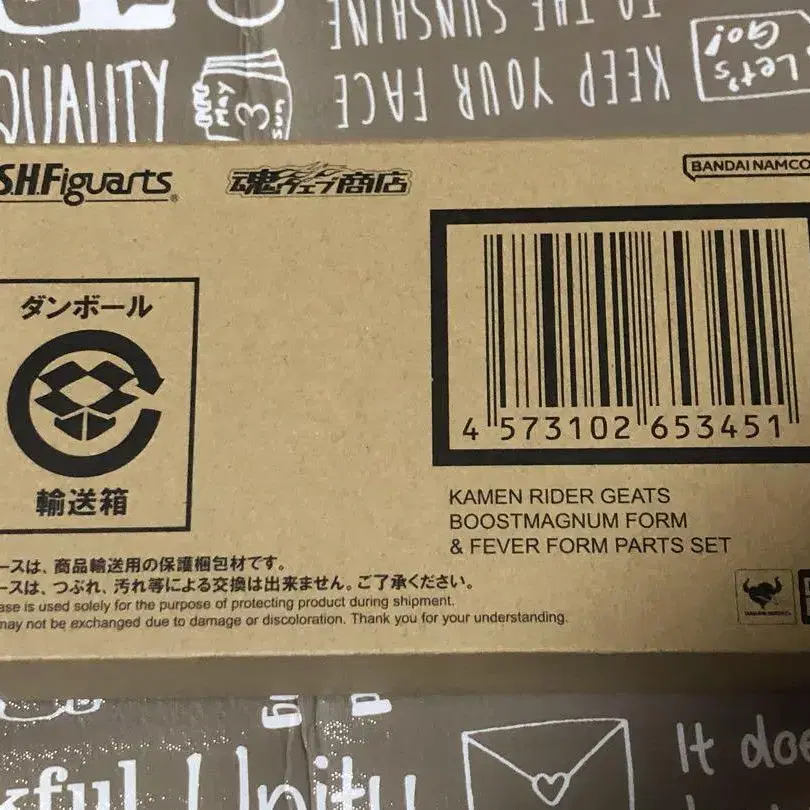 TO THE SUNSHINE
KEEP YOUR FACE
Let's
Go!
QUALITY
3
S.H.Figuarts
魂ウェブ商店
BANDAI NAMCO
ダンボール
輸送箱
4 573102 653451
KAMEN RIDER GEATS
BOOSTMAGNUM FORM
& FEVER FORM PARTS SET
ースは、商品輸送用の保護梱包材です。
ースは、つぶれ、汚れ等による交換は出来ません。ご了承ください。
ase is used solely for the purpose of protecting product during shipment.
may not be exchanged due to damage or discoloration. Thank you for your understanding.
Unity
It doe